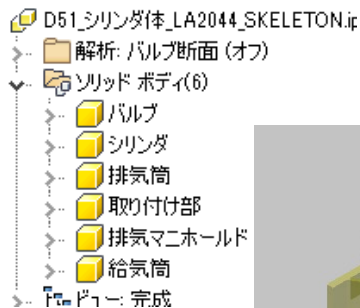 D51_シリンダ体_LA2044_SKELETON.ip
解析: バルブ断面 (オフ)
ソリッド ボディ(6)
バルブ
シリンダ
排気筒
取り付け部
排気マニホールド
給気筒
ビュー: 完成